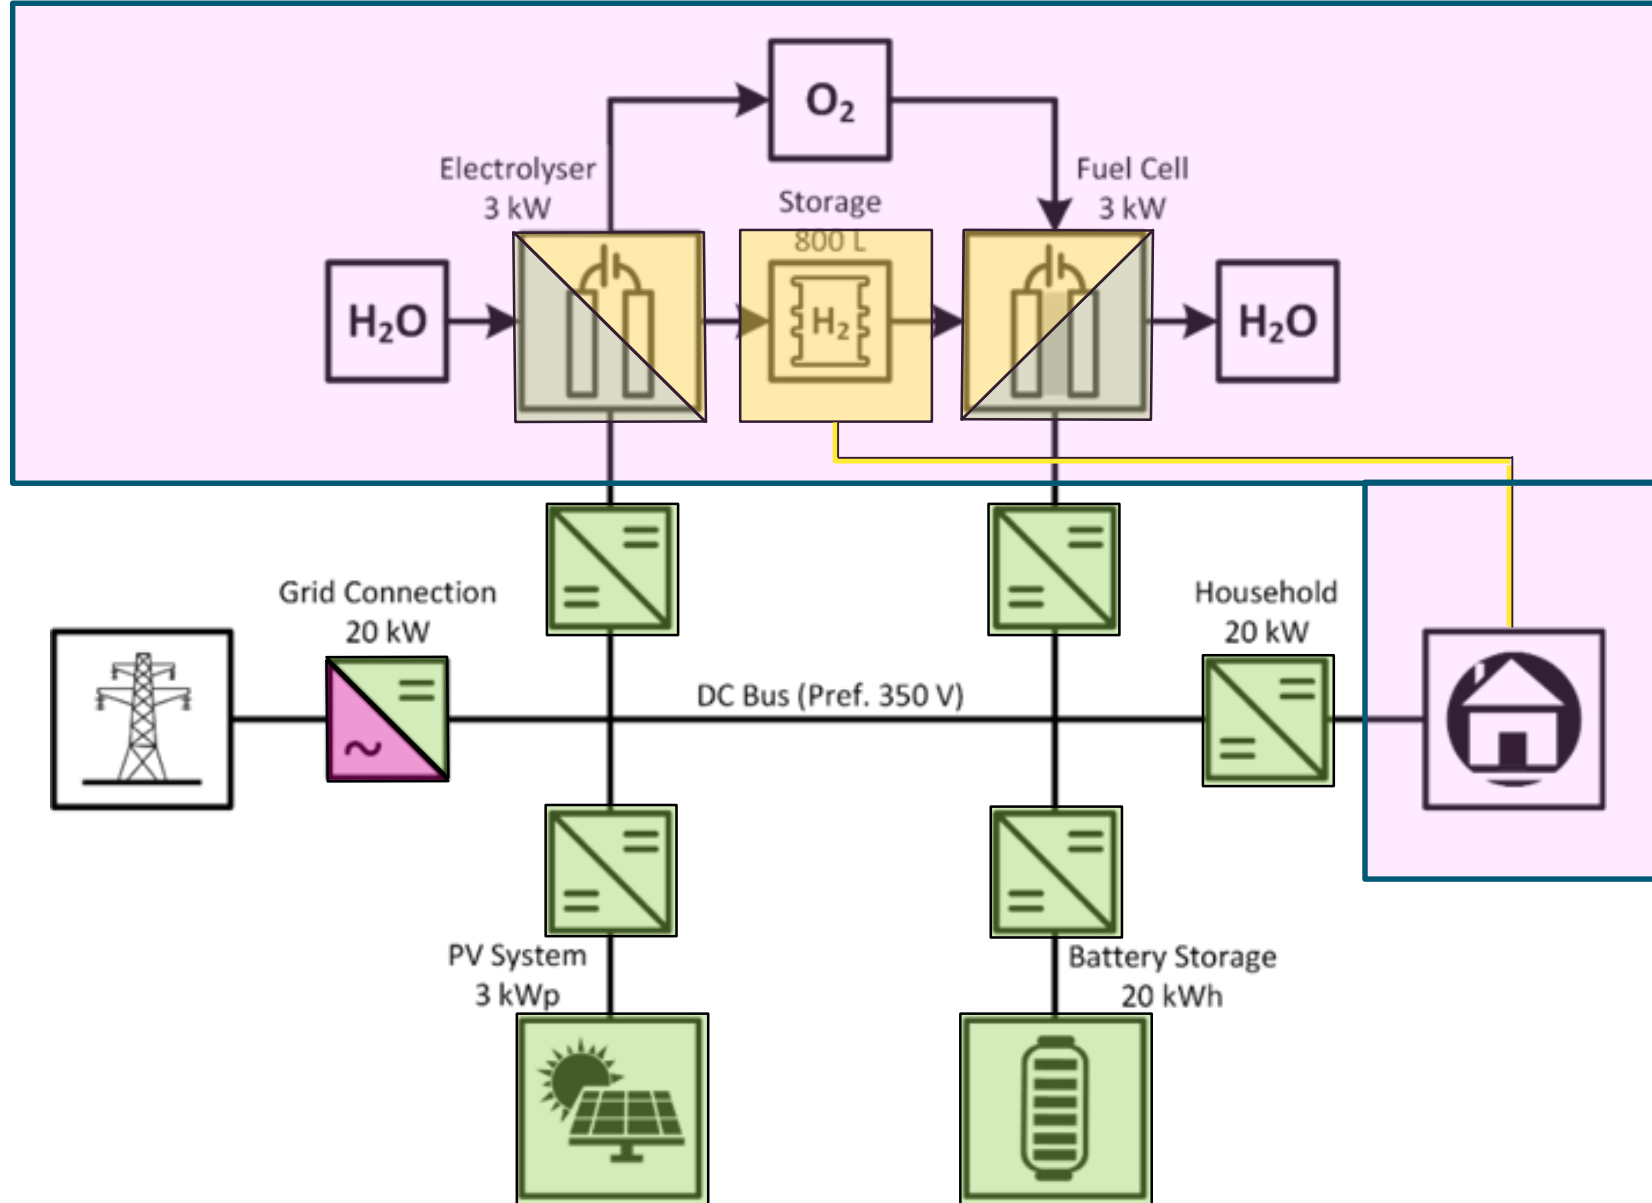 O₂
Electrolyser
3 kW
Storage
800 L
Fuel Cell
3 kW
H₂O
H₂
H₂O
Grid Connection
20 kW
Household
20 kW
DC Bus (Pref. 350 V)
~
PV System
3 kWp
Battery Storage
20 kWh